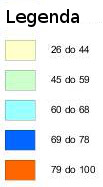 Legenda
26 do 44
45 do 59
60 do 68
69 do 78
79 do 100